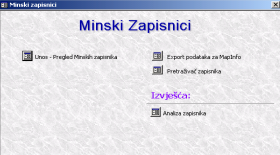 Minski zapisnici
Minski Zapisnici
Unos - Pregled Minskih zapisnika
Export podataka za MapInfo
Pretraživač zapisnika
Izvješća:
Analiza zapisnika